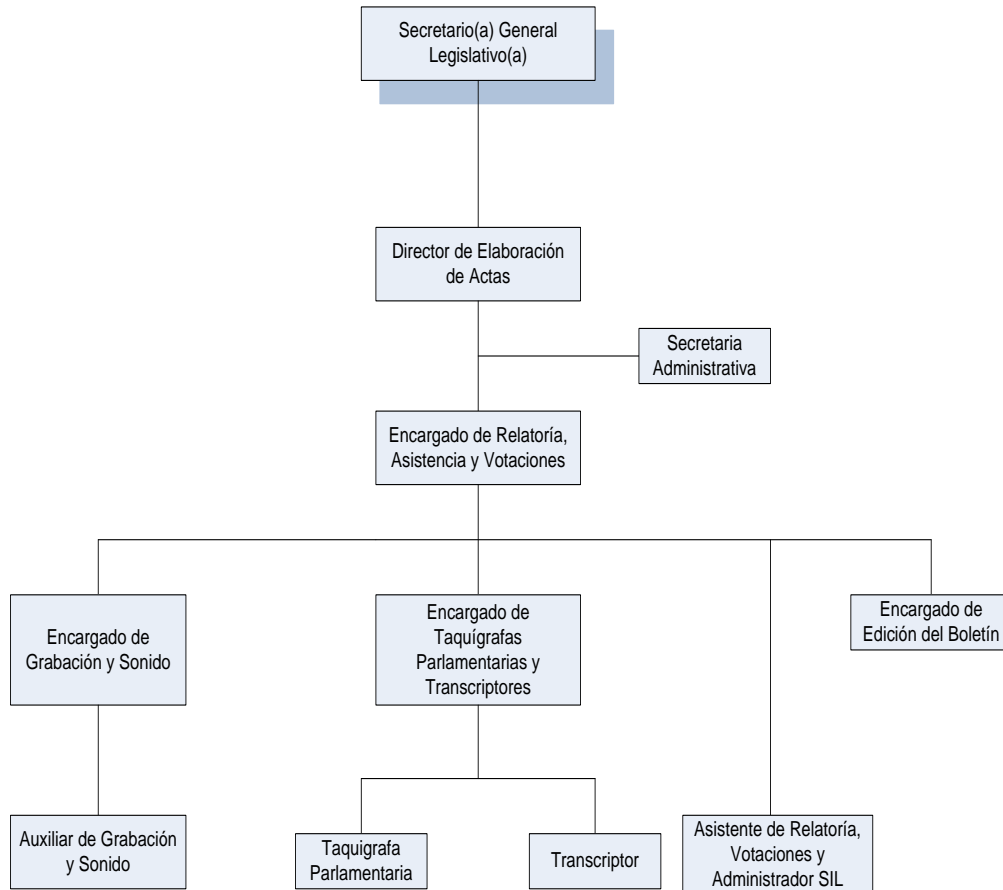 Secretario(a) General
Legislativo(a)
Director de Elaboración
de Actas
Secretaria
Administrativa
Encargado de Relatoría,
Asistencia y Votaciones
Encargado de
Grabación y Sonido
Encargado de
Taquígrafas
Parlamentarias y
Transcriptores
Encargado de
Edición del Boletín
Auxiliar de Grabación
y Sonido
Taquigrafa
Parlamentaria
Transcriptor
Asistente de Relatoría,
Votaciones y
Administrador SIL